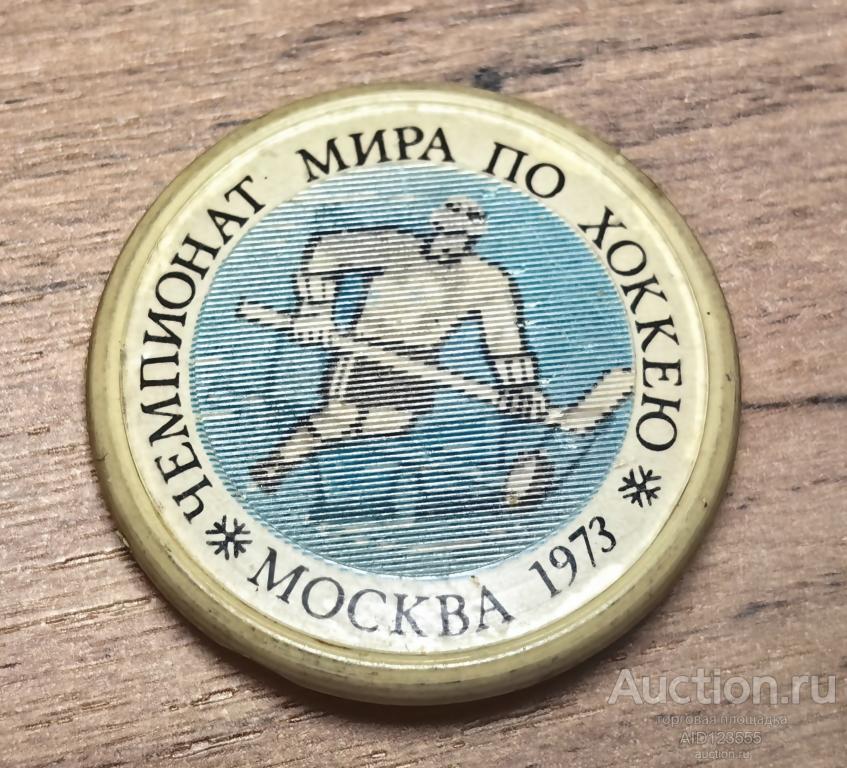 ЧЕМПИОНАТ МИРА ПО ХОККЕЮ
МОСКВА 1973
Auction.ru
торговая площадка
AID123555
auction.ru